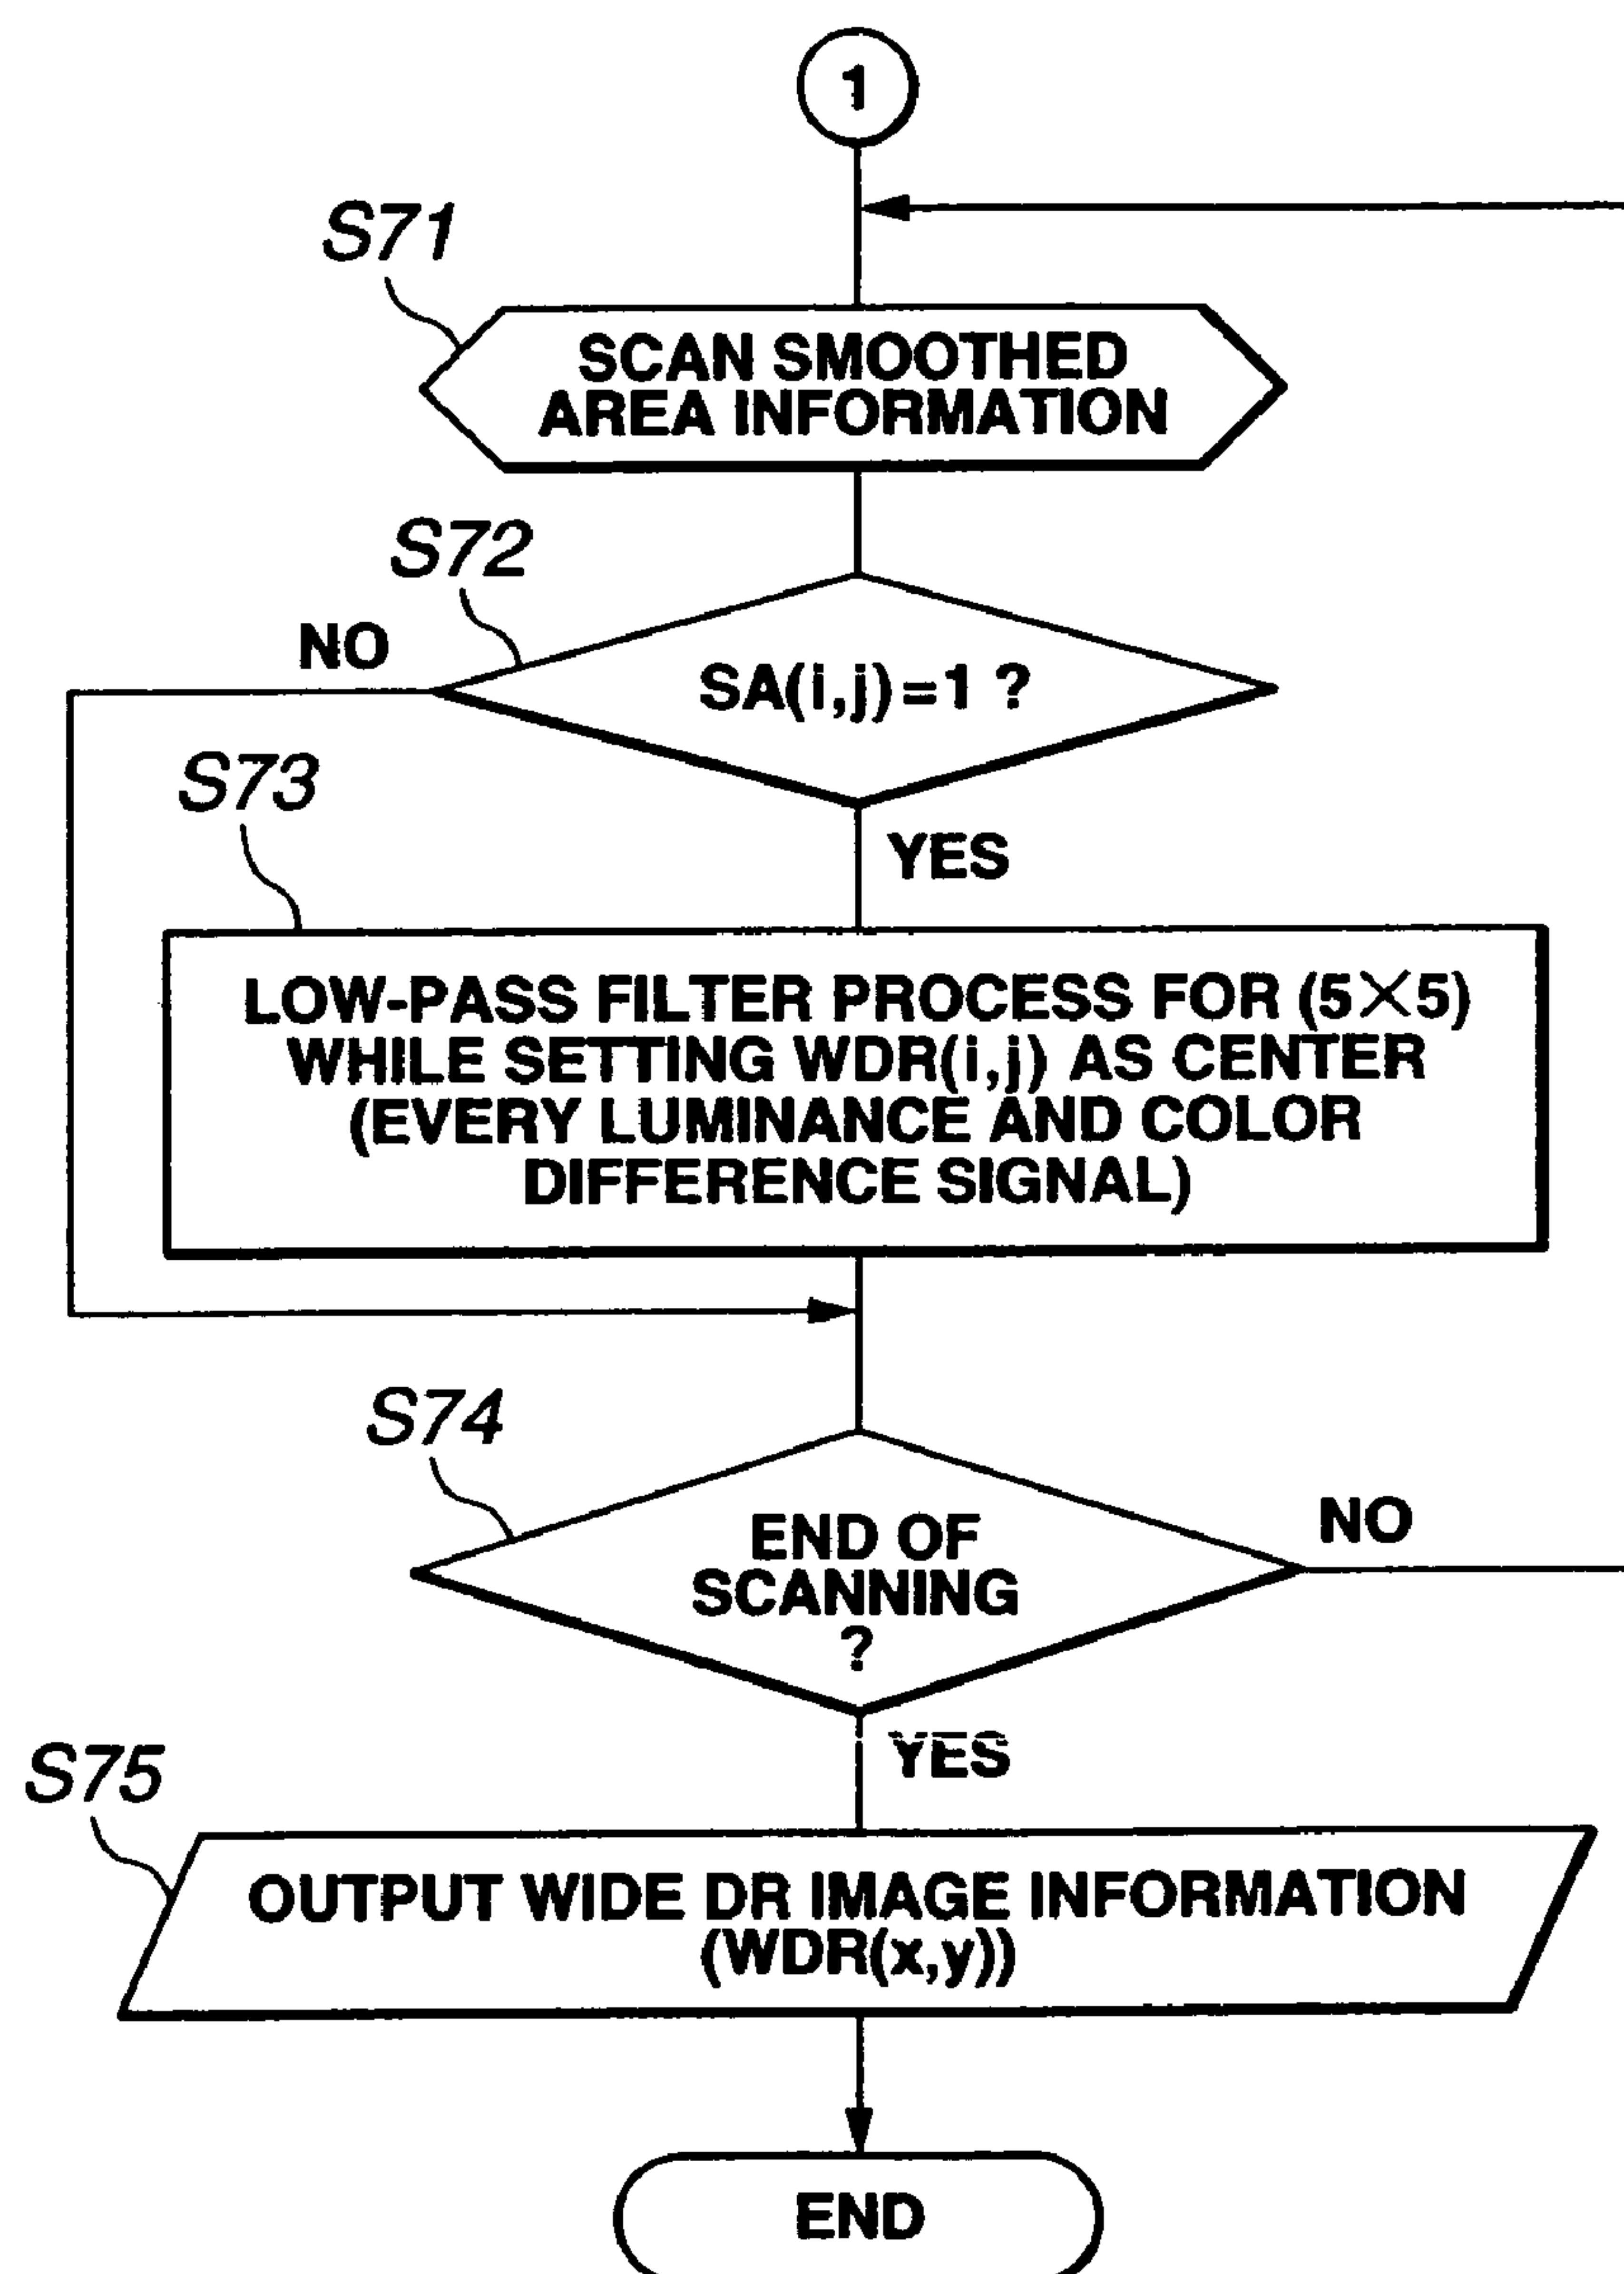 1
S71
SCAN SMOOTHED
AREA INFORMATION
S72
NO
SA(i,j)=1 ?
S73
YES
LOW-PASS FILTER PROCESS FOR (5×5)
WHILE SETTING WDR(i,j) AS CENTER
(EVERY LUMINANCE AND COLOR
DIFFERENCE SIGNAL)
S74
END OF
SCANNING
?
NO
YES
S75
OUTPUT WIDE DR IMAGE INFORMATION
(WDR(x,y))
END